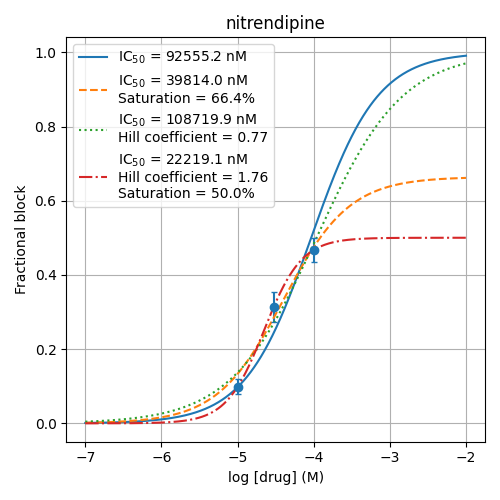 nitrendipine
IC50 = 92555.2 nM
IC50 = 39814.0 nM
Saturation = 66.4%
IC50 = 108719.9 nM
Hill coefficient = 0.77
IC50 = 22219.1 nM
Hill coefficient = 1.76
Saturation = 50.0%
Fractional block
1.0
0.8
0.6
0.4
0.2
0.0
−7 −6 −5 −4 −3 −2
log [drug] (M)